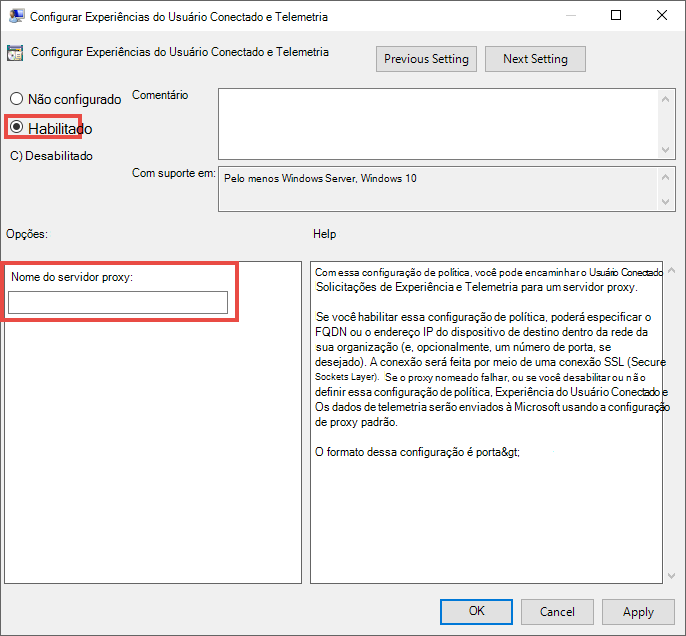 Configurar Experiências do Usuário Conectado e Telemetria
Configurar Experiências do Usuário Conectado e Telemetria
Previous Setting
Next Setting
Não configurado
Comentário
Habilitado
C) Desabilitado
Com suporte em:
Pelo menos Windows Server, Windows 10
Opções:
Help
Nome do servidor proxy:
Com essa configuração de política, você pode encaminhar o Usuário Conectado
Solicitações de Experiência e Telemetria para um servidor proxy.
Se você habilitar essa configuração de política, poderá especificar o
FQDN ou o endereço IP do dispositivo de destino dentro da rede da
sua organização (e, opcionalmente, um número de porta, se
desejado). A conexão será feita por meio de uma conexão SSL (Secure
Sockets Layer). Se o proxy nomeado falhar, ou se você desabilitar ou não
definir essa configuração de política, Experiência do Usuário Conectado e
Os dados de telemetria serão enviados à Microsoft usando a configuração
de proxy padrão.
O formato dessa configuração é porta&gt;
OK
Cancel
Apply